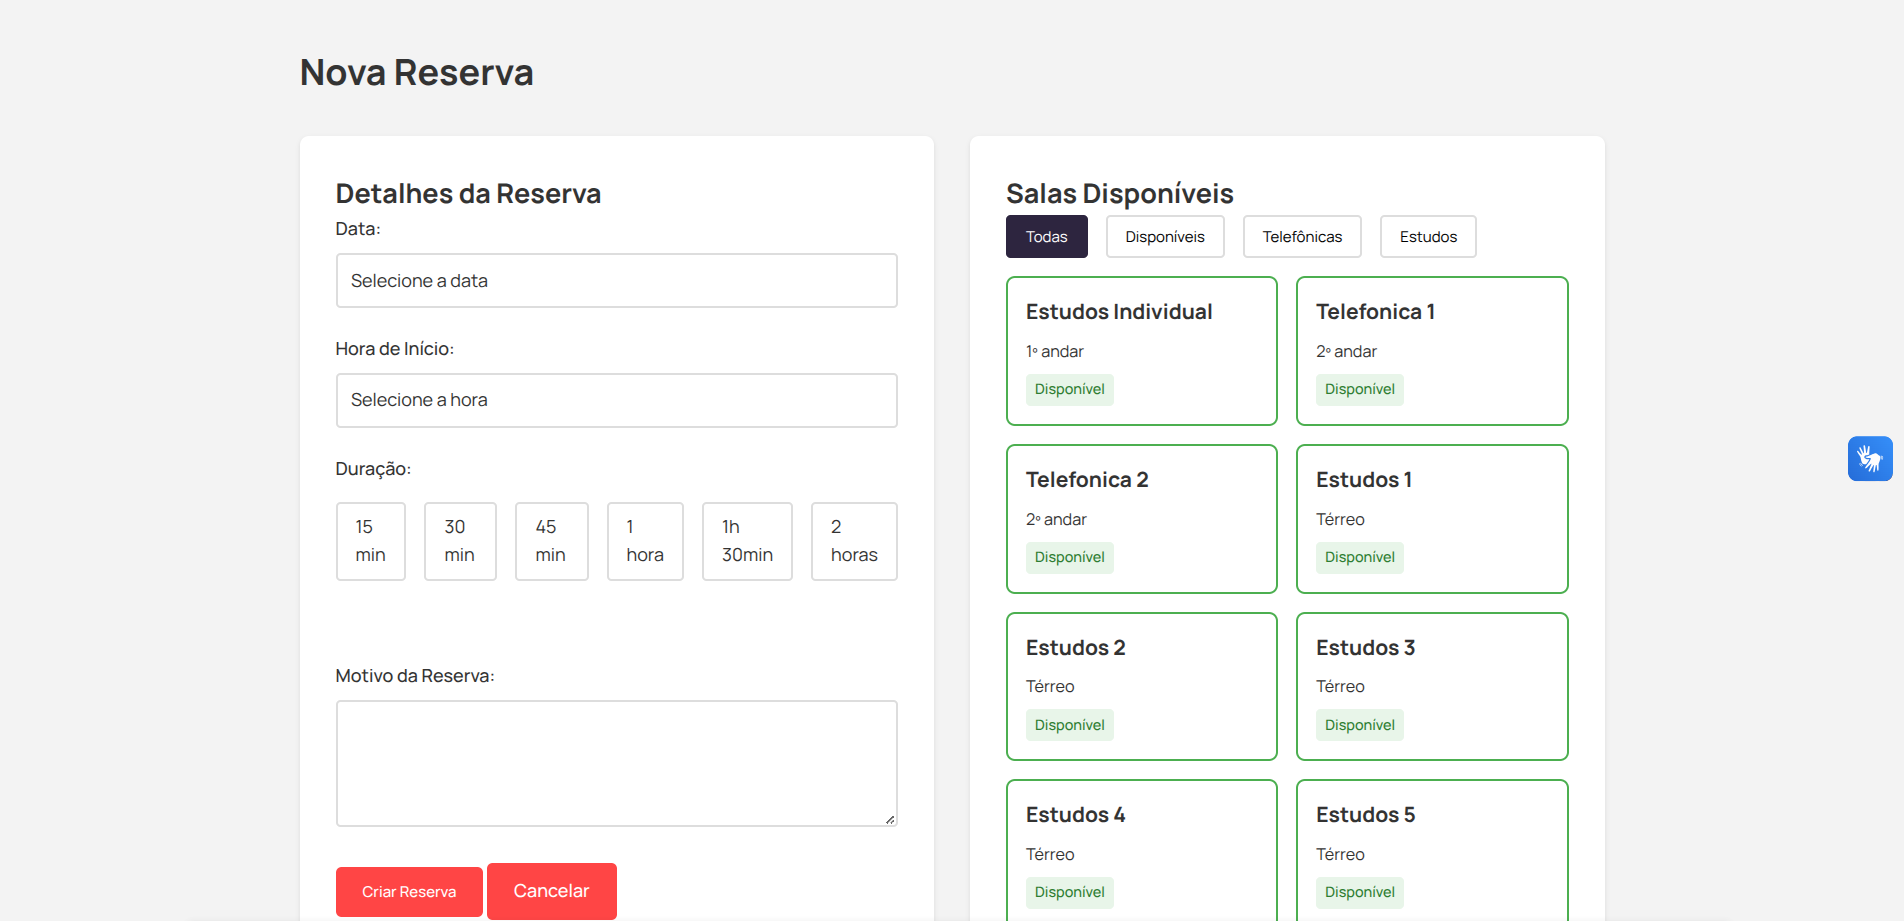 Nova Reserva
Detalhes da Reserva
Data:
Selecione a data
Hora de Início:
Selecione a hora
Duração:
15 min
30 min
45 min
1 hora
1h 30min
2 horas
Motivo da Reserva:
Criar Reserva
Cancelar
Salas Disponíveis
Todas
Disponíveis
Telefônicas
Estudos
Estudos Individual
1º andar
Disponível
Telefonica 1
2º andar
Disponível
Telefonica 2
2º andar
Disponível
Estudos 1
Térreo
Disponível
Estudos 2
Térreo
Disponível
Estudos 3
Térreo
Disponível
Estudos 4
Térreo
Disponível
Estudos 5
Térreo
Disponível